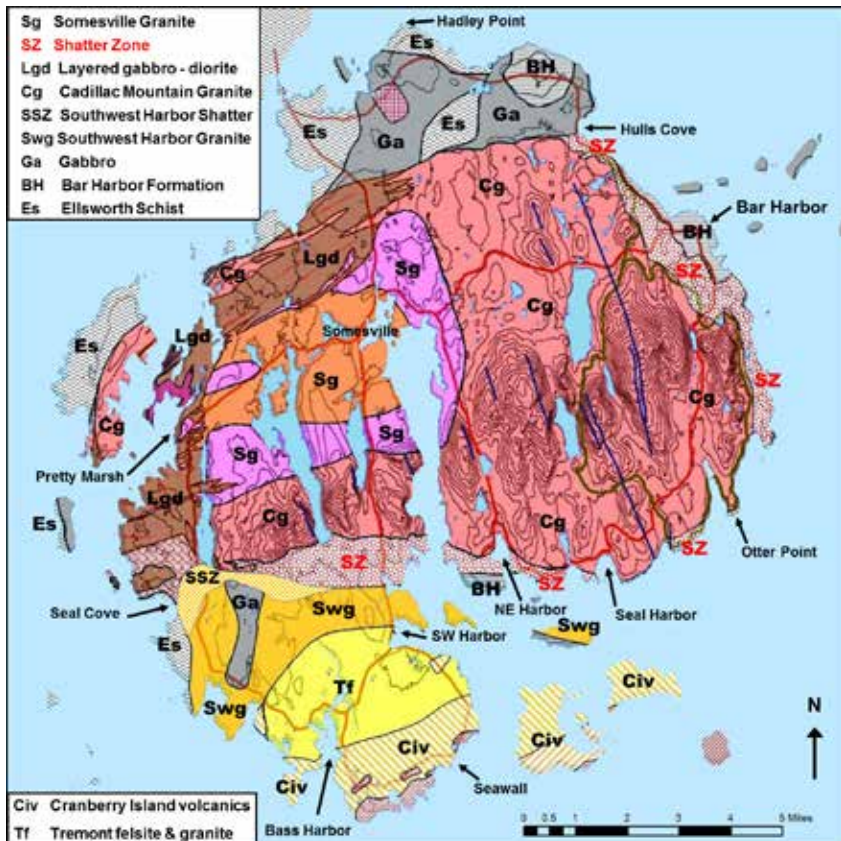 Sg Somesville Granite
SZ Shatter Zone
Lgd Layered gabbro - diorite
Cg Cadillac Mountain Granite
SSZ Southwest Harbor Shatter
Swg Southwest Harbor Granite
Ga Gabbro
BH Bar Harbor Formation
Es Ellsworth Schist
Hadley Point
Es
BH
Ga
Es
Ga
Es
Hulls Cove
SZ
Cg
Bar Harbor
BH
Cg
Lgd
Sg
SZ
Cg
Es
Lgd
Somesville
Sg
SZ
Cg
Cg
Sg
Sg
Pretty Marsh
Lgd
Cg
Es
Cg
SZ
SZ
Otter Point
SSZ
BH
SZ
NE Harbor
Seal Harbor
Seal Cove
Ga
Swg
Swg
SW Harbor
Es
Tf
Civ
Swg
N
Civ
Civ
Seawall
Civ
Bass Harbor
0 0.5 1 2 3 4 5 Miles
Civ Cranberry Island volcanics
Tf Tremont felsite & granite